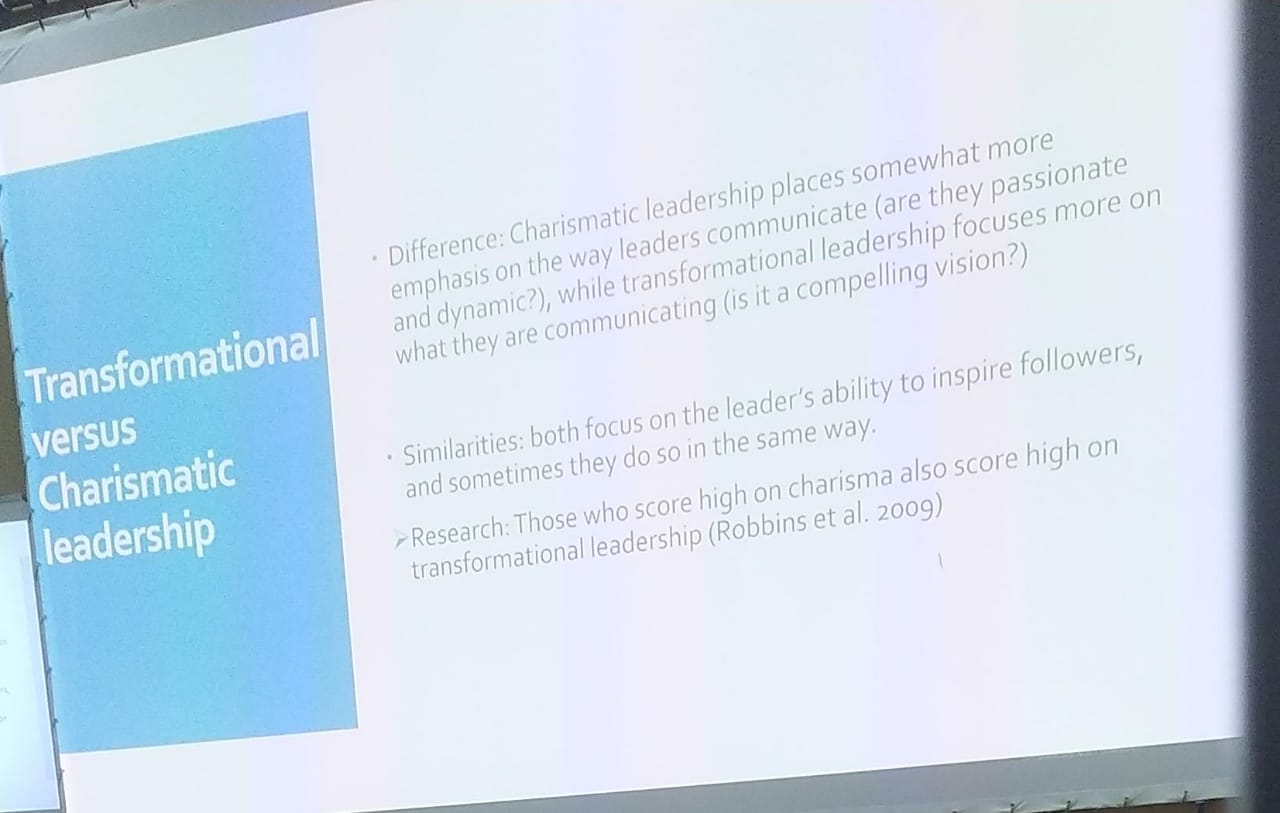 Transformational
versus
Charismatic
leadership
• Difference: Charismatic leadership places somewhat more
emphasis on the way leaders communicate (are they passionate
and dynamic?), while transformational leadership focuses more on
what they are communicating (is it a compelling vision?)
• Similarities: both focus on the leader’s ability to inspire followers,
and sometimes they do so in the same way.
➢Research: Those who score high on charisma also score high on
transformational leadership (Robbins et al. 2009)